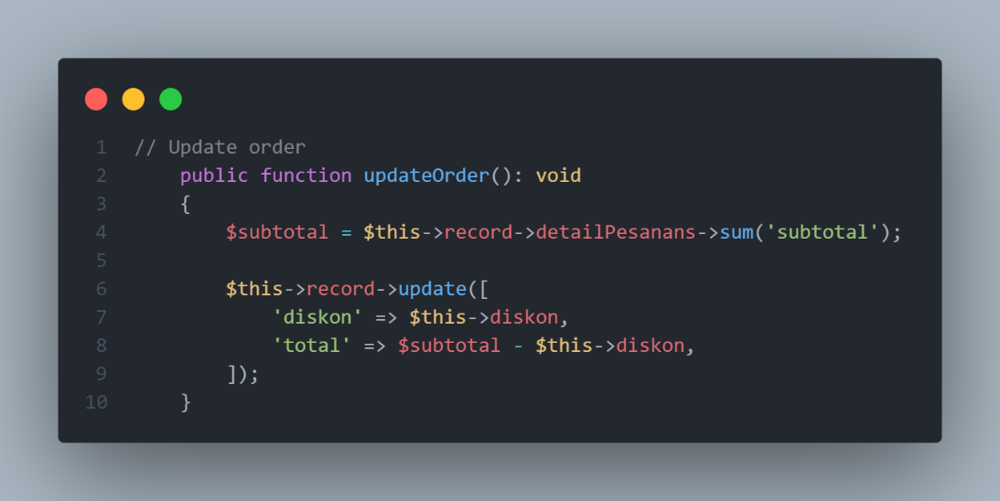 1 // Update order
2     public function updateOrder(): void
3     {
4         $subtotal = $this->record->detailPesanans->sum('subtotal');
5
6         $this->record->update([
7             'diskon' => $this->diskon,
8             'total' => $subtotal - $this->diskon,
9         ]);
10     }